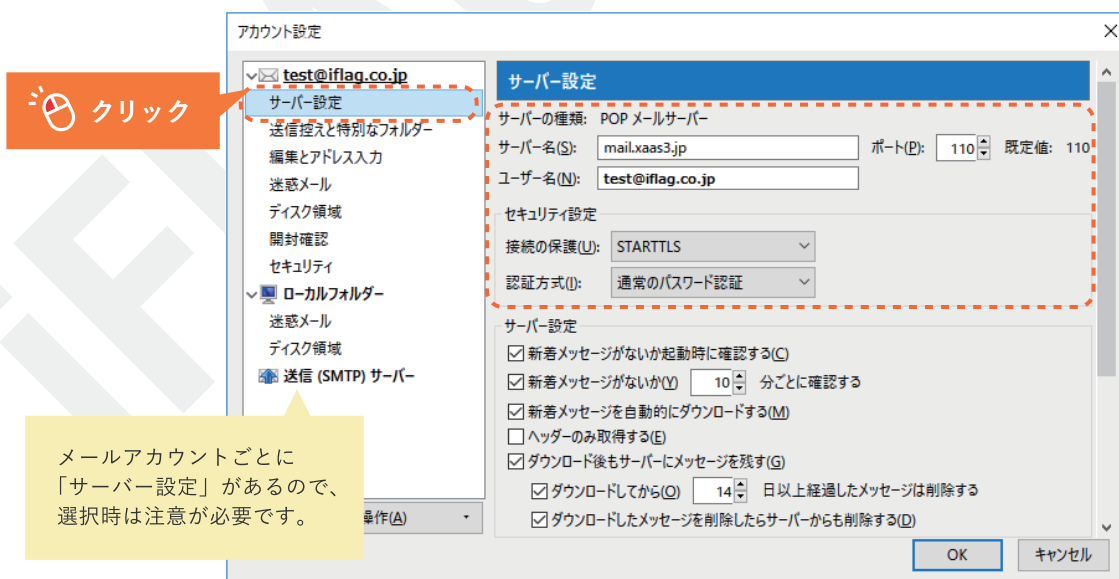 アカウント設定
test@iflag.co.jp
サーバー設定
送信控えと特別なフォルダー
編集とアドレス入力
迷惑メール
ディスク領域
開封確認
セキュリティ
ローカルフォルダー
迷惑メール
ディスク領域
送信 (SMTP) サーバー
操作(A)
クリック
メールアカウントごとに
「サーバー設定」があるので、
選択時は注意が必要です。
サーバー設定
サーバーの種類: POP メールサーバー
サーバー名(S): mail.xaas3.jp ポート(P): 110 既定値: 110
ユーザー名(N): test@iflag.co.jp
セキュリティ設定
接続の保護(U): STARTTLS
認証方式(I): 通常のパスワード認証
サーバー設定
新着メッセージがないか起動時に確認する(C)
新着メッセージがないか(Y) 10 分ごとに確認する
新着メッセージを自動的にダウンロードする(M)
ヘッダーのみ取得する(E)
ダウンロード後もサーバーにメッセージを残す(G)
ダウンロードしてから(O) 14 日以上経過したメッセージは削除する
ダウンロードしたメッセージを削除したらサーバーからも削除する(D)
OK キャンセル